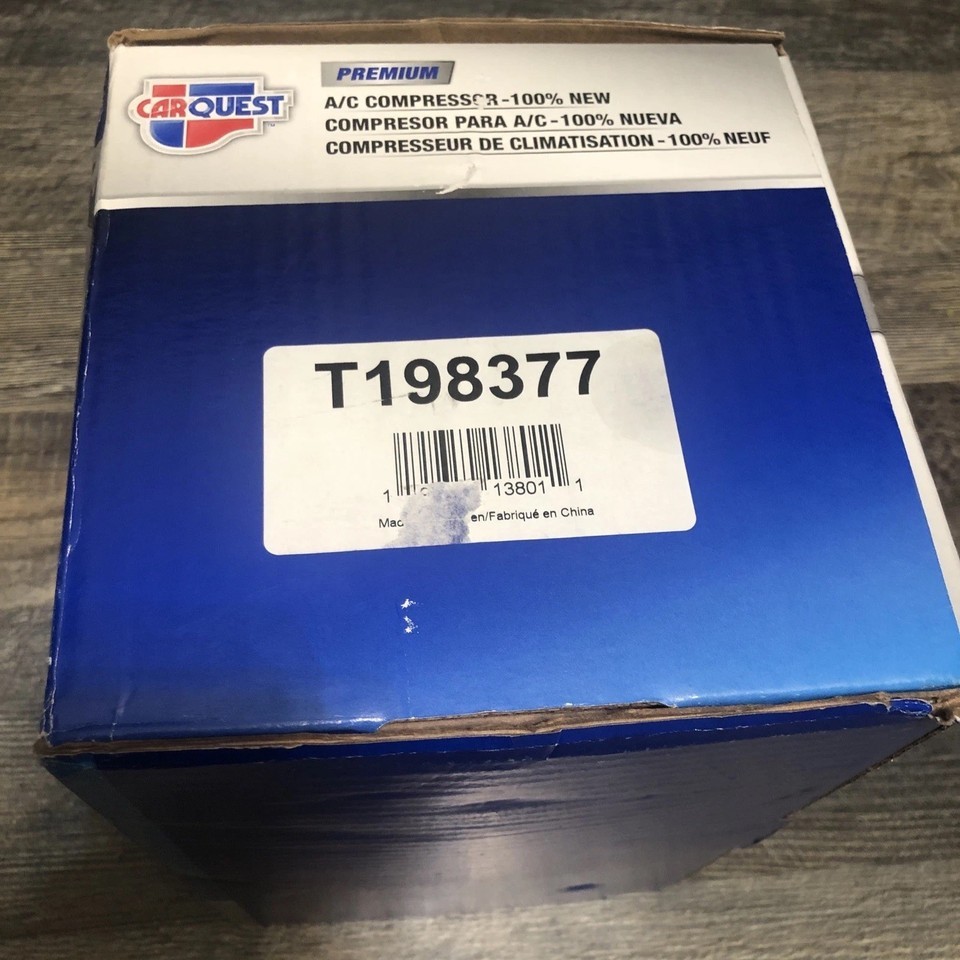 CARQUEST
PREMIUM
A/C COMPRESSOR-100% NEW
COMPRESOR PARA A/C-100% NUEVA
COMPRESSEUR DE CLIMATISATION-100% NEUF
T198377
1 13801 1
en/Fabriqué en China